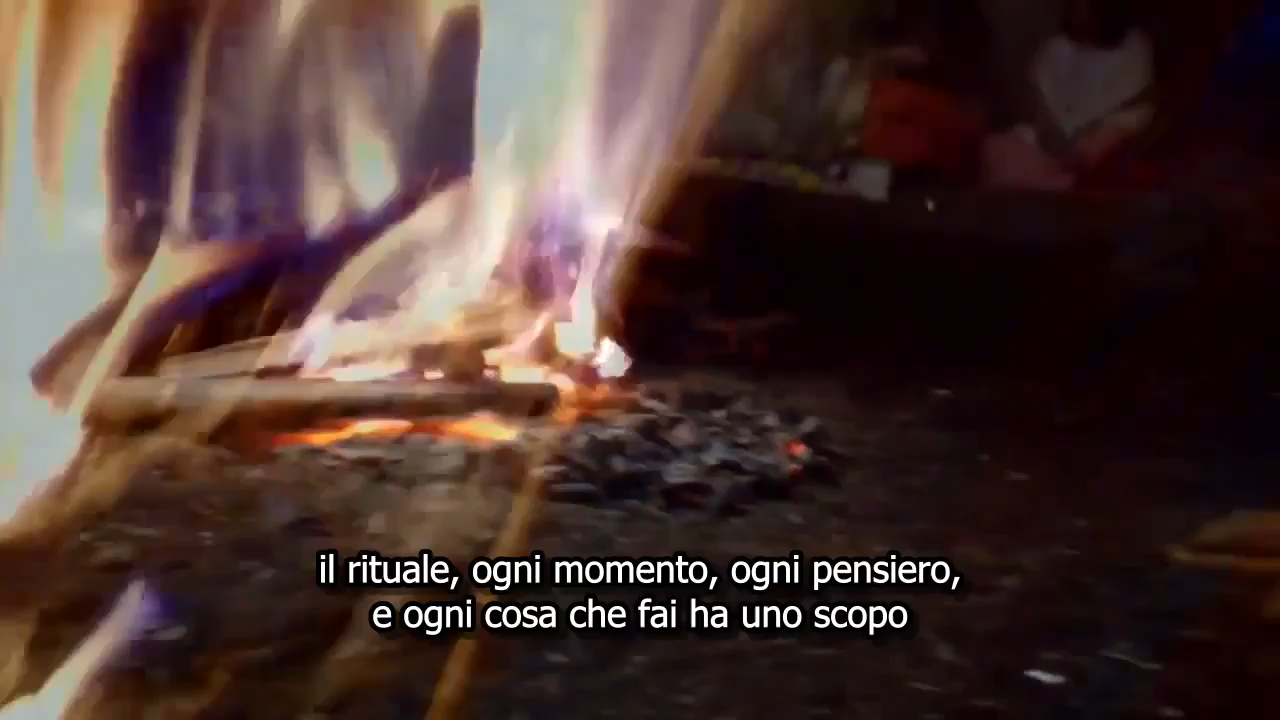 il rituale, ogni momento, ogni pensiero,
e ogni cosa che fai ha uno scopo